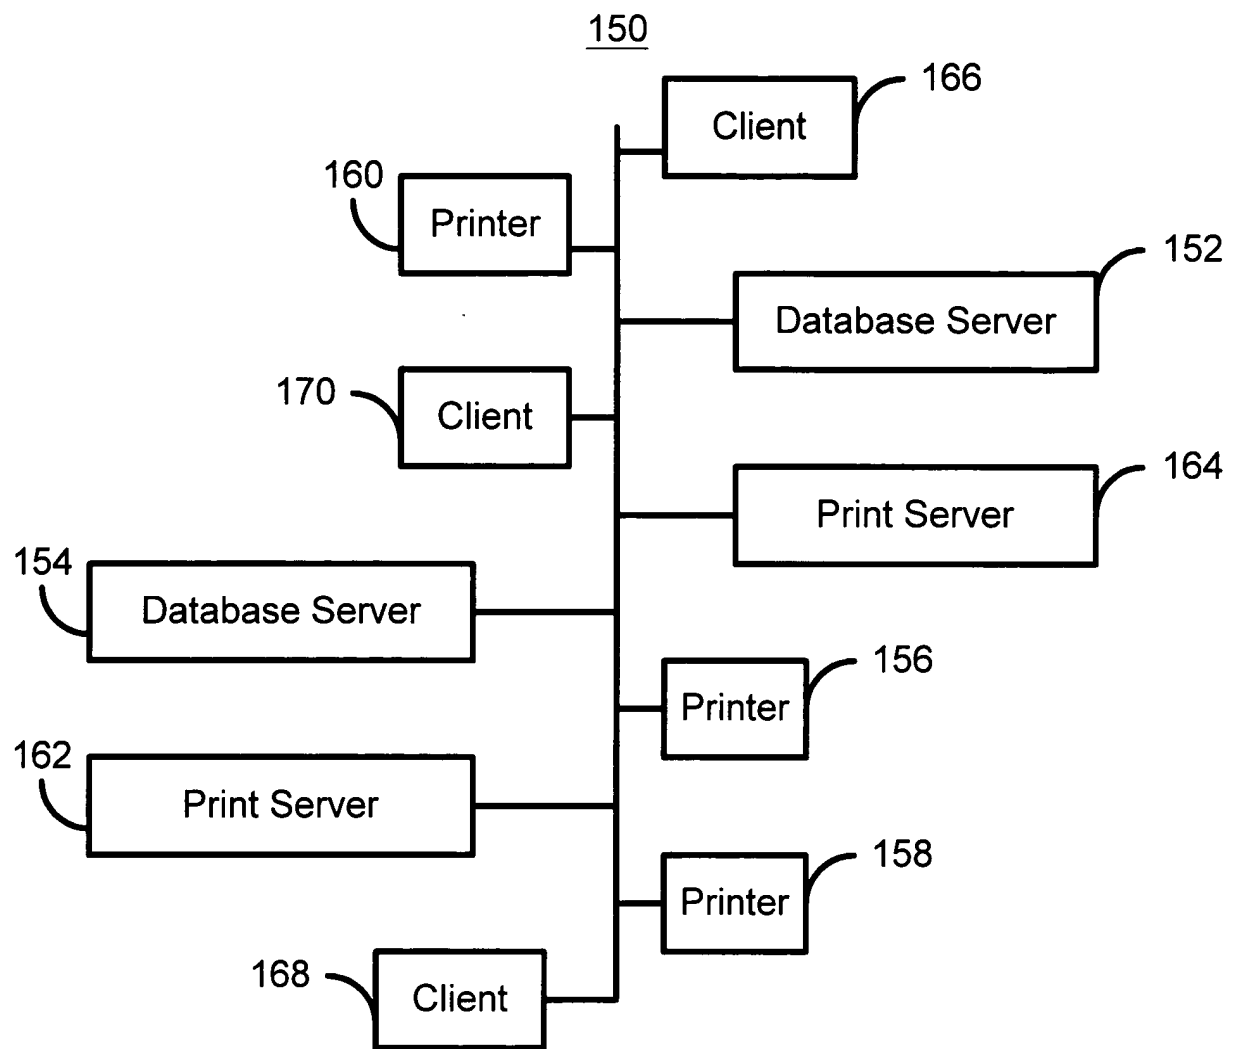 150
166
Client
160
Printer
152
Database Server
170
Client
164
Print Server
154
Database Server
156
Printer
162
Print Server
158
Printer
168
Client